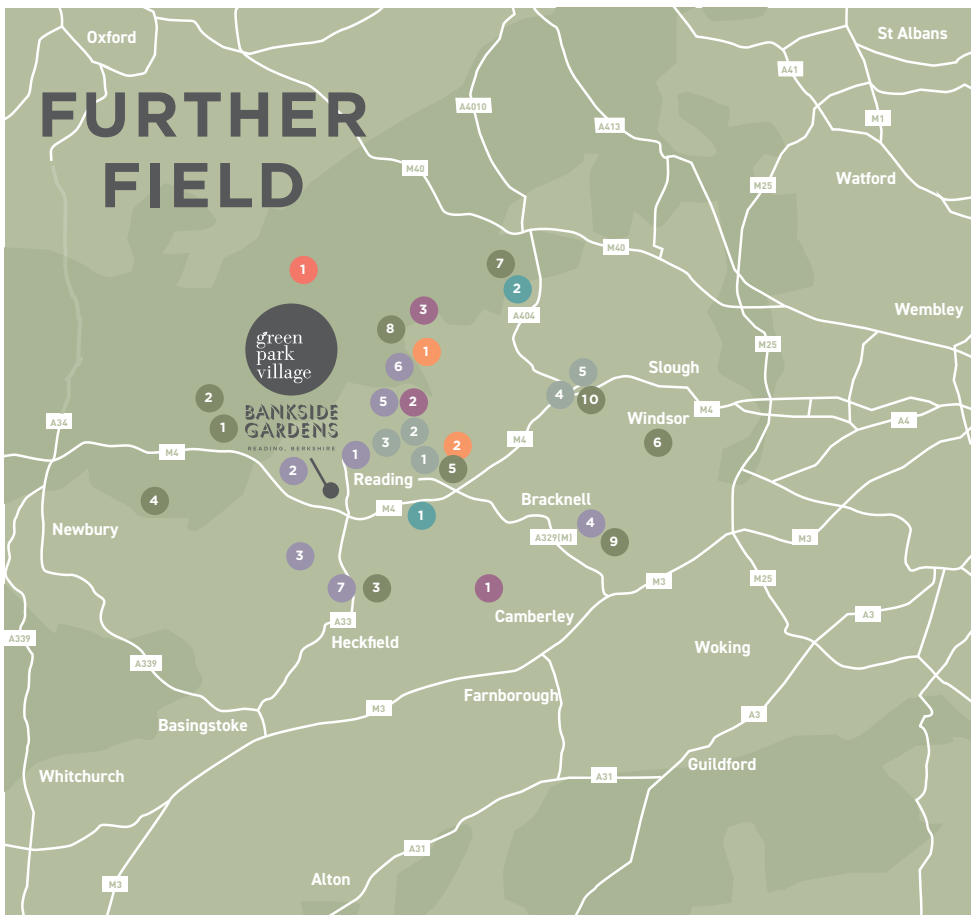 Oxford
St Albans
A41
FURTHER
FIELD
A4010
M1
A413
M40
Watford
M25
M40
7
1
2
Wembley
3
A404
8
green
park
village
1
M25
6
Slough
5
2
4
10
5
2
M4
BANKSIDE
GARDENS
READING, BERKSHIRE
Windsor
A34
A4
1
2
M4
3
2
6
M4
1
1
5
2
Reading
4
Bracknell
M4
1
4
Newbury
A329(M)
9
M3
3
M25
M3
7
3
1
A33
Camberley
A3
A339
Heckfield
Woking
A339
Farnborough
M3
A3
Basingstoke
Guildford
Whitchurch
A31
A31
Alton
M3